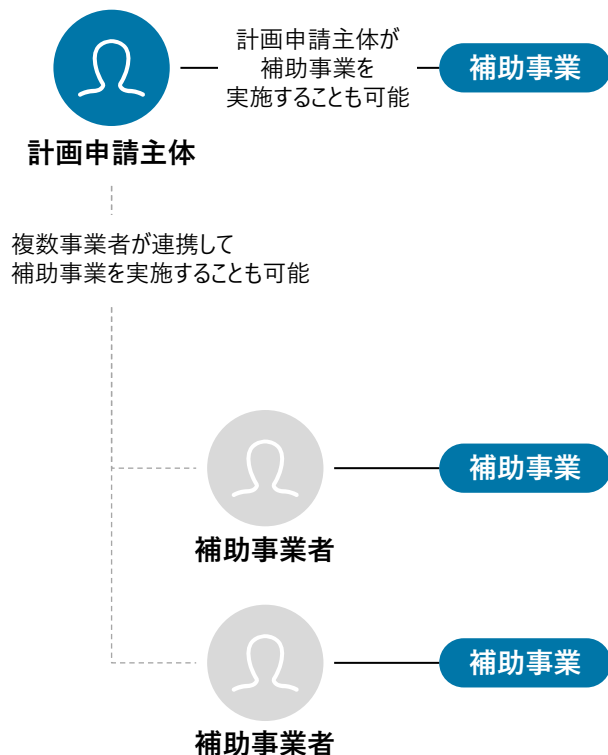 計画申請主体が
補助事業を
実施することも可能
補助事業
計画申請主体
複数事業者が連携して
補助事業を実施することも可能
補助事業
補助事業者
補助事業
補助事業者